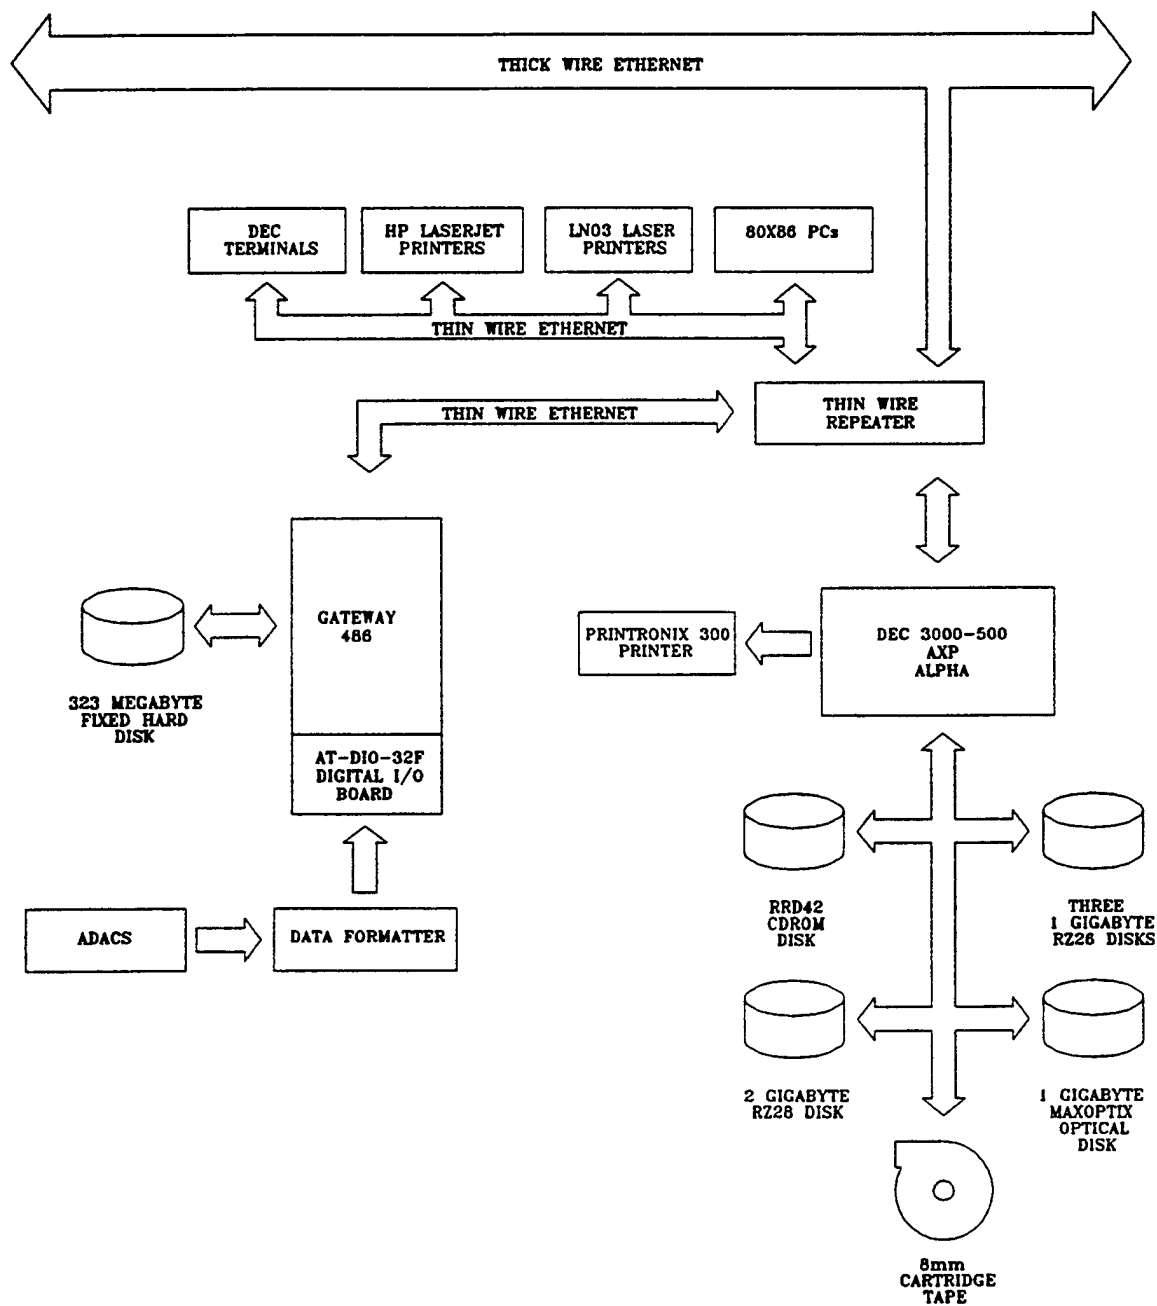 THICK WIRE ETHERNET
DEC
TERMINALS
HP LASERJET
PRINTERS
LN03 LASER
PRINTERS
80X86 PCs
THIN WIRE ETHERNET
THIN WIRE ETHERNET
THIN WIRE
REPEATER
GATEWAY
486
323 MEGABYTE
FIXED HARD
DISK
AT-DIO-32F
DIGITAL I/O
BOARD
PRINTRONIX 300
PRINTER
DEC 3000-500
AXP
ALPHA
ADACS
DATA FORMATTER
RRD42
CDROM
DISK
THREE
1 GIGABYTE
RZ26 DISKS
2 GIGABYTE
RZ28 DISK
1 GIGABYTE
MAXOPTIX
OPTICAL
DISK
8mm
CARTRIDGE
TAPE